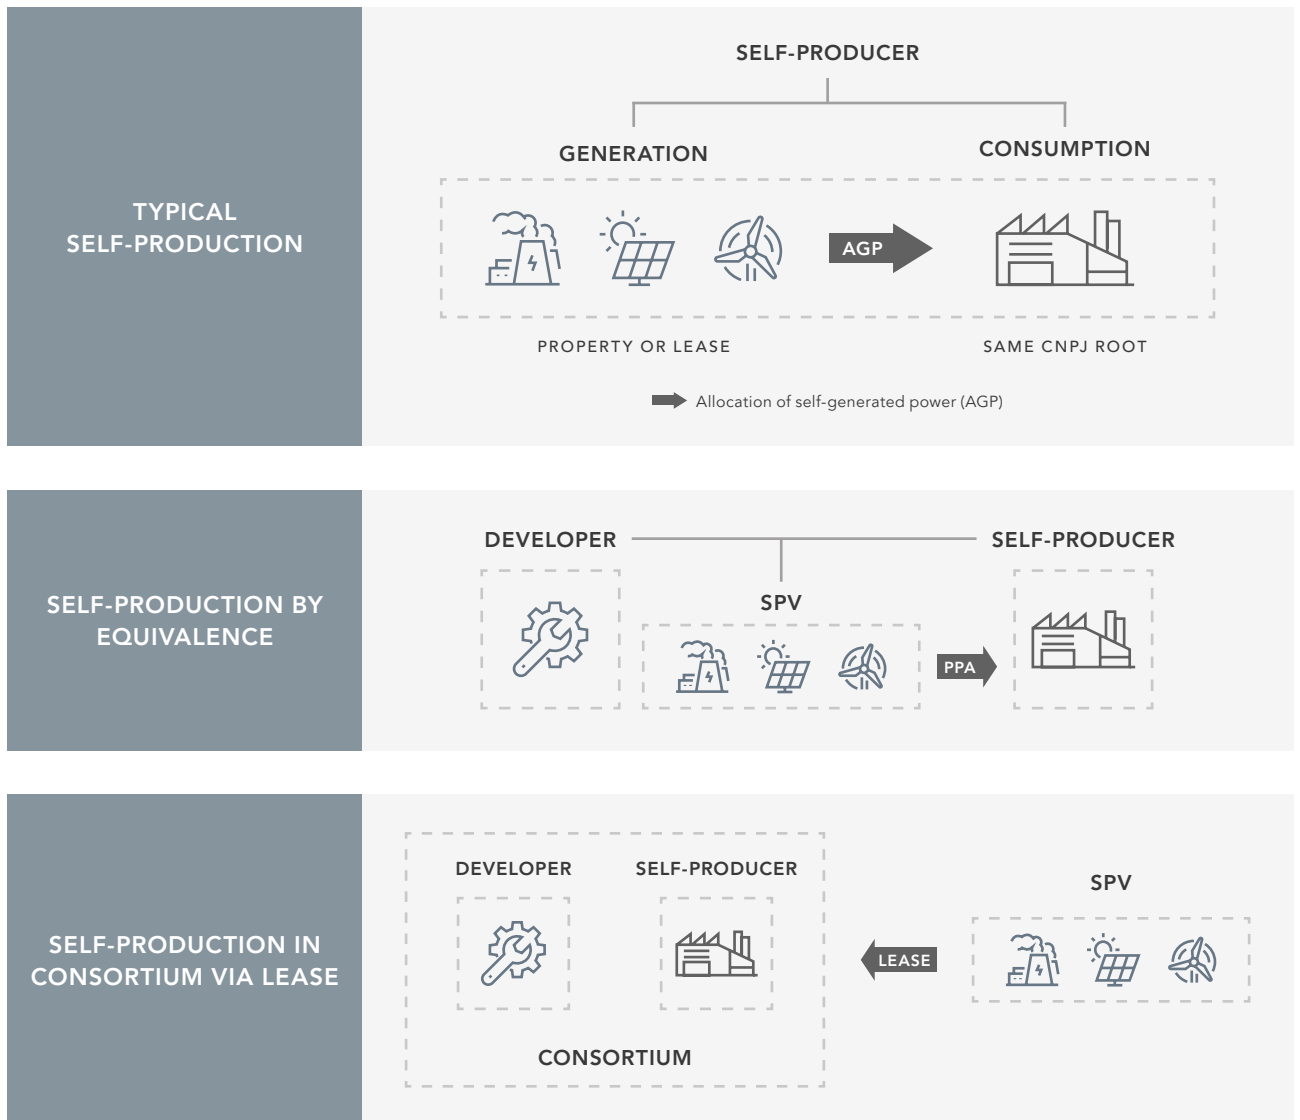 TYPICAL
SELF-PRODUCTION
SELF-PRODUCER
GENERATION
CONSUMPTION
AGP
PROPERTY OR LEASE
SAME CNPJ ROOT
Allocation of self-generated power (AGP)
SELF-PRODUCTION BY
EQUIVALENCE
DEVELOPER
SELF-PRODUCER
SPV
PPA
SELF-PRODUCTION IN
CONSORTIUM VIA LEASE
DEVELOPER
SELF-PRODUCER
SPV
LEASE
CONSORTIUM